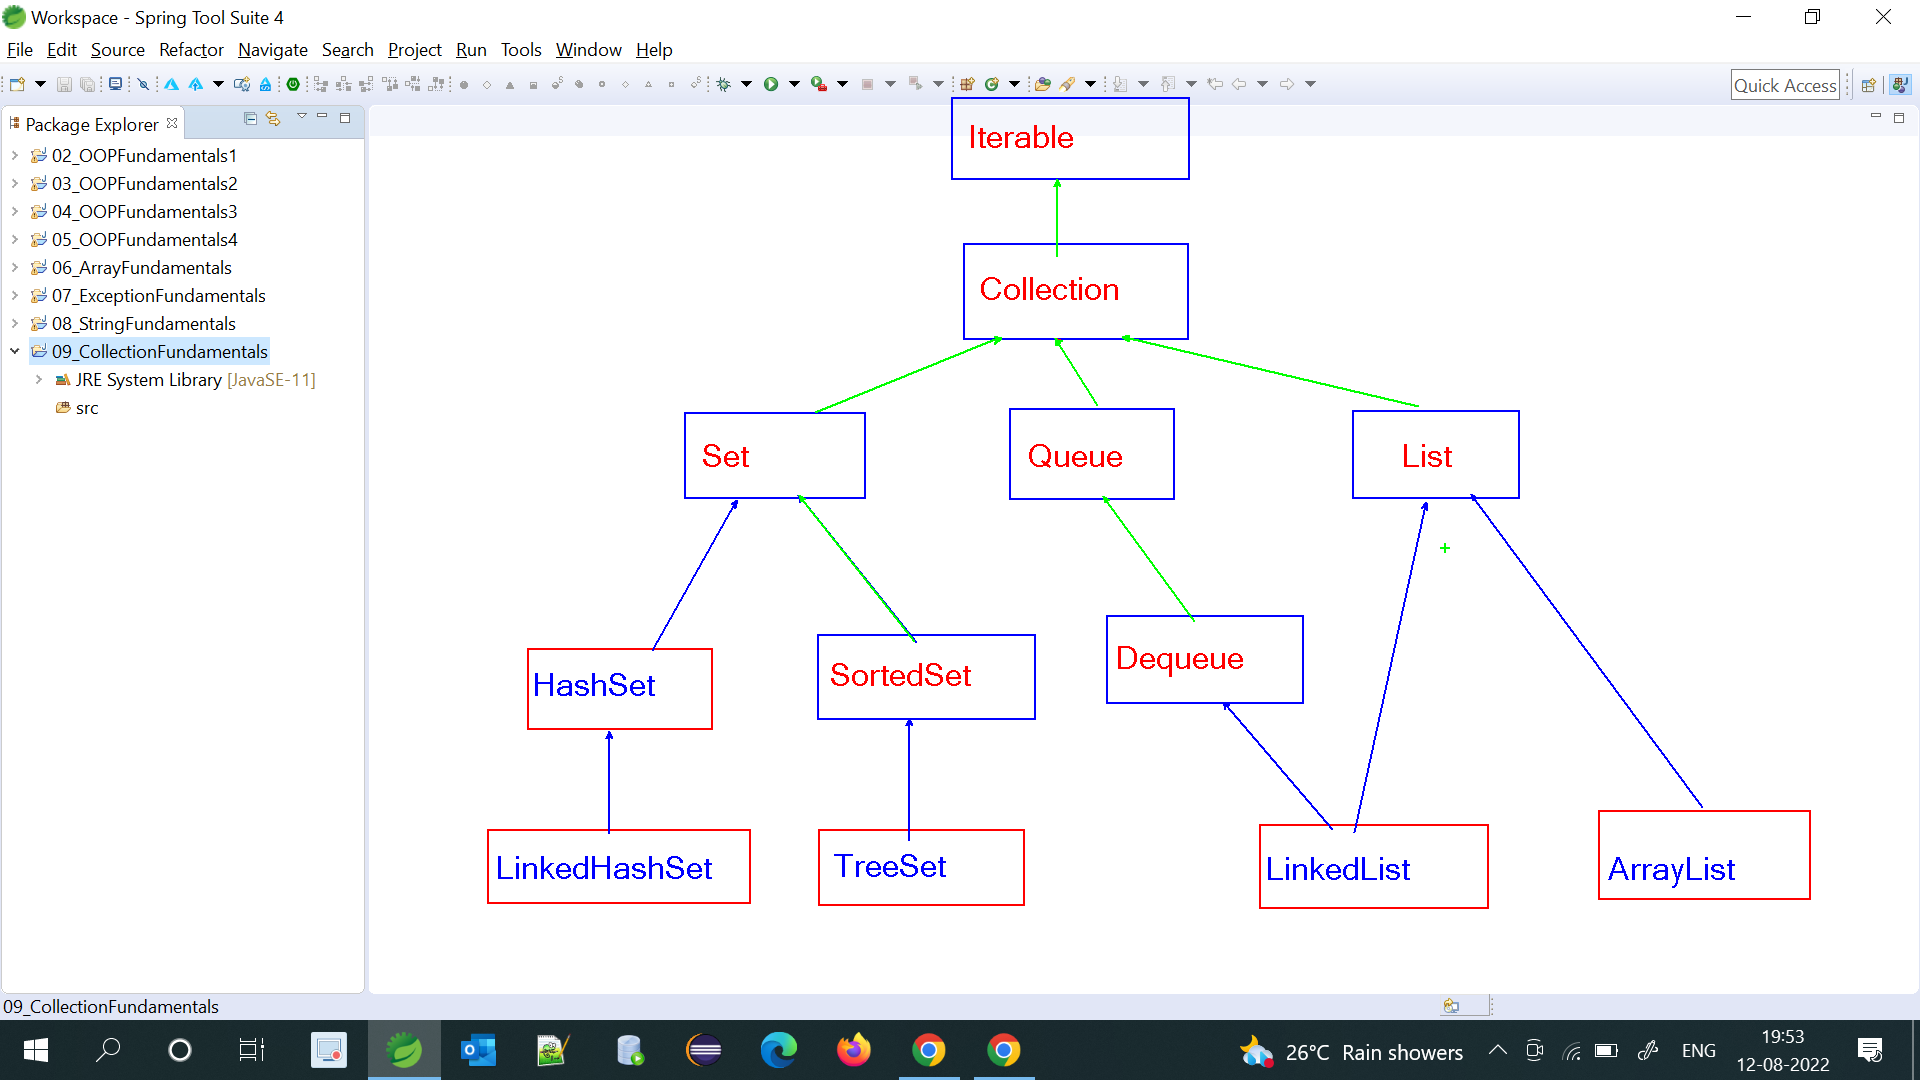 Workspace - Spring Tool Suite 4
File Edit Source Refactor Navigate Search Project Run Tools Window Help
Quick Access
Package Explorer
02_OOPFundamentals1
03_OOPFundamentals2
04_OOPFundamentals3
05_OOPFundamentals4
06_ArrayFundamentals
07_ExceptionFundamentals
08_StringFundamentals
09_CollectionFundamentals
JRE System Library [JavaSE-11]
src
Iterable
Collection
Set Queue List
HashSet SortedSet Dequeue
LinkedHashSet TreeSet LinkedList ArrayList
09_CollectionFundamentals
26°C Rain showers
ENG
19:53
12-08-2022